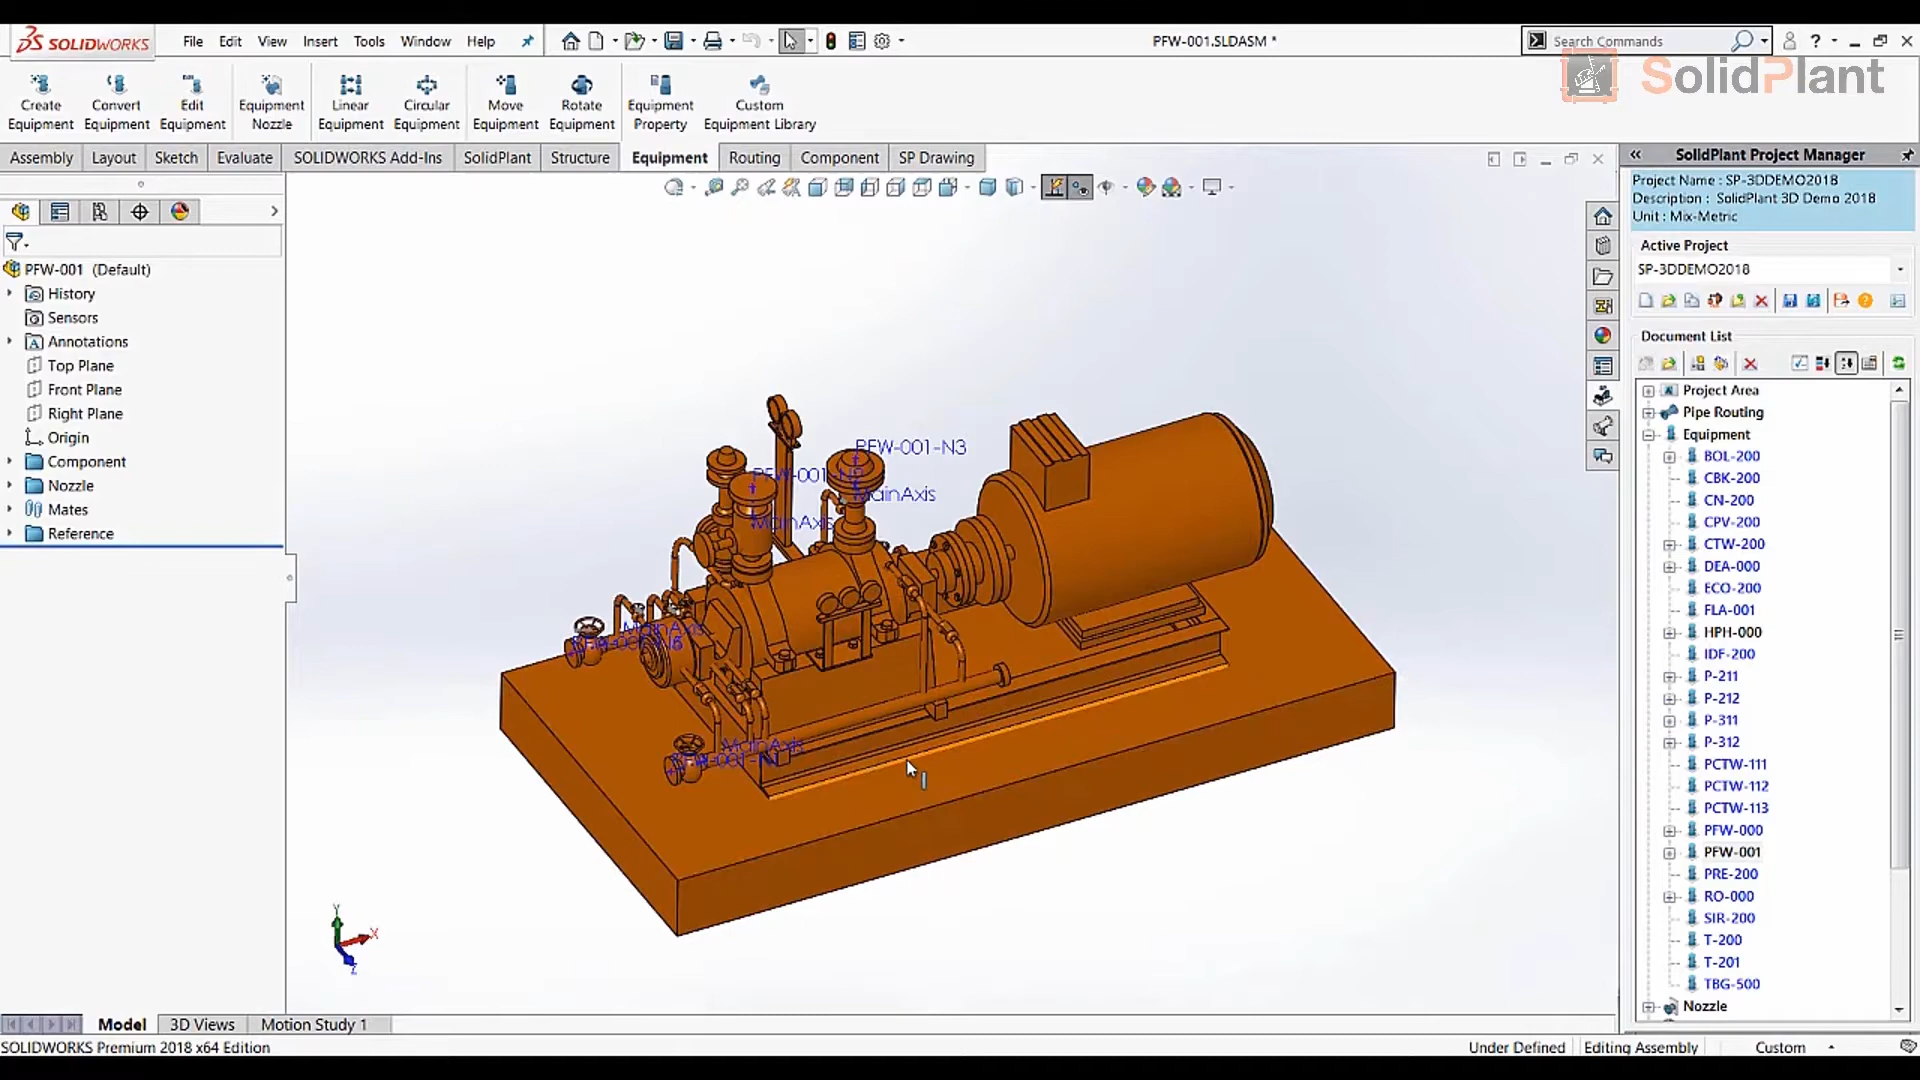 SOLIDWORKS File Edit View Insert Tools Window Help PFW-001.SLDASM * Search Commands ?
SolidPlant
Create Equipment
Convert Equipment
Edit Equipment
Equipment Nozzle
Linear Equipment
Circular Equipment
Move Equipment
Rotate Equipment
Equipment Property
Custom Equipment Library
Assembly Layout Sketch Evaluate SOLIDWORKS Add-Ins SolidPlant Structure Equipment Routing Component SP Drawing
PFW-001 (Default)
History
Sensors
Annotations
Top Plane
Front Plane
Right Plane
Origin
Component
Nozzle
Mates
Reference
PFW-001-N3
MainAxis
MainAxis
MainAxis
MainAxis
Y
X
Z
SolidPlant Project Manager
Project Name : SP-3DDEMO2018
Description : SolidPlant 3D Demo 2018
Unit : Mix-Metric
Active Project
SP-3DDEMO2018
Document List
Project Area
Pipe Routing
Equipment
BOL-200
CBK-200
CN-200
CPV-200
CTW-200
DEA-000
ECO-200
FLA-001
HPH-000
IDF-200
P-211
P-212
P-311
P-312
PCTW-111
PCTW-112
PCTW-113
PFW-000
PFW-001
PRE-200
RO-000
SIR-200
T-200
T-201
TBG-500
Nozzle
Model 3D Views Motion Study 1
SOLIDWORKS Premium 2018 x64 Edition Under Defined Editing Assembly Custom